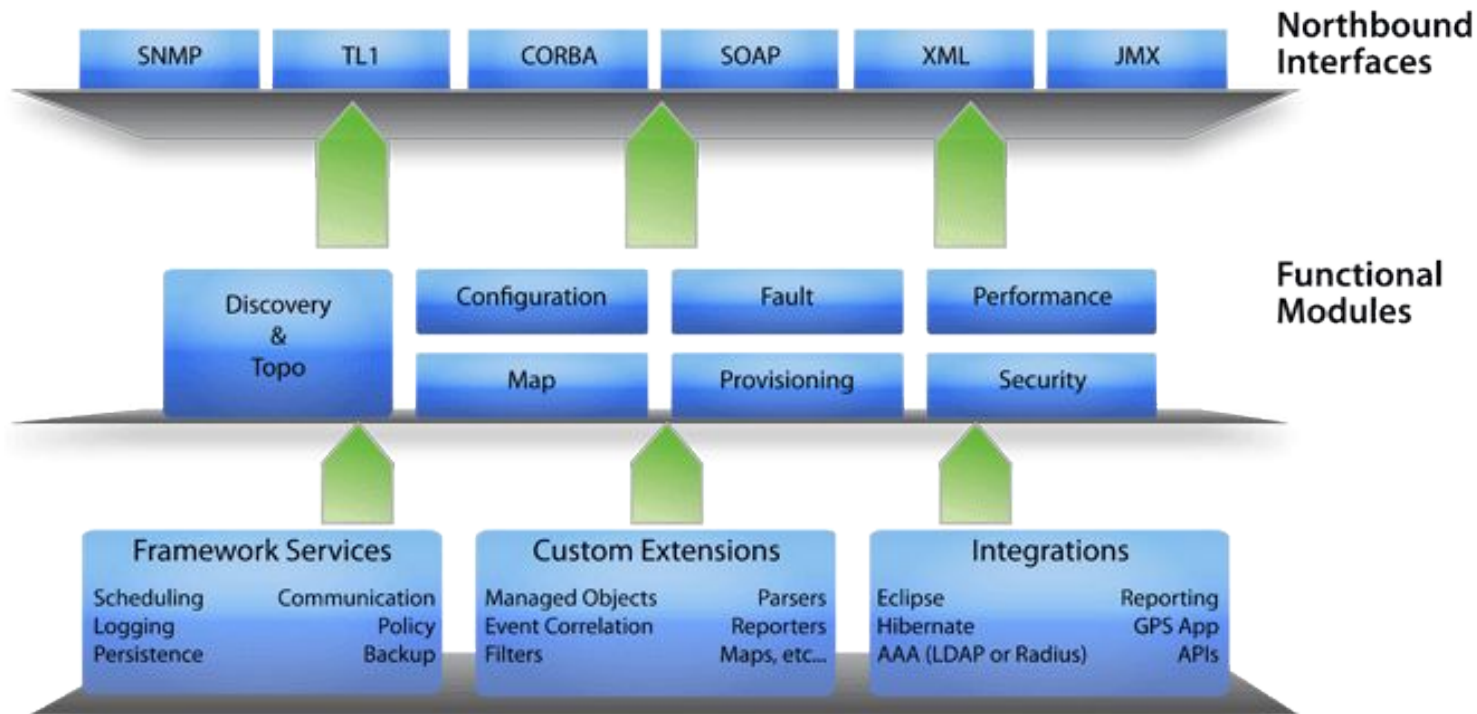 SNMP
TL1
CORBA
SOAP
XML
JMX
Northbound
Interfaces
Discovery
&
Topo
Configuration
Fault
Performance
Map
Provisioning
Security
Functional
Modules
Framework Services
Scheduling Communication
Logging Policy
Persistence Backup
Custom Extensions
Managed Objects Parsers
Event Correlation Reporters
Filters Maps, etc...
Integrations
Eclipse Reporting
Hibernate GPS App
AAA (LDAP or Radius) APIs